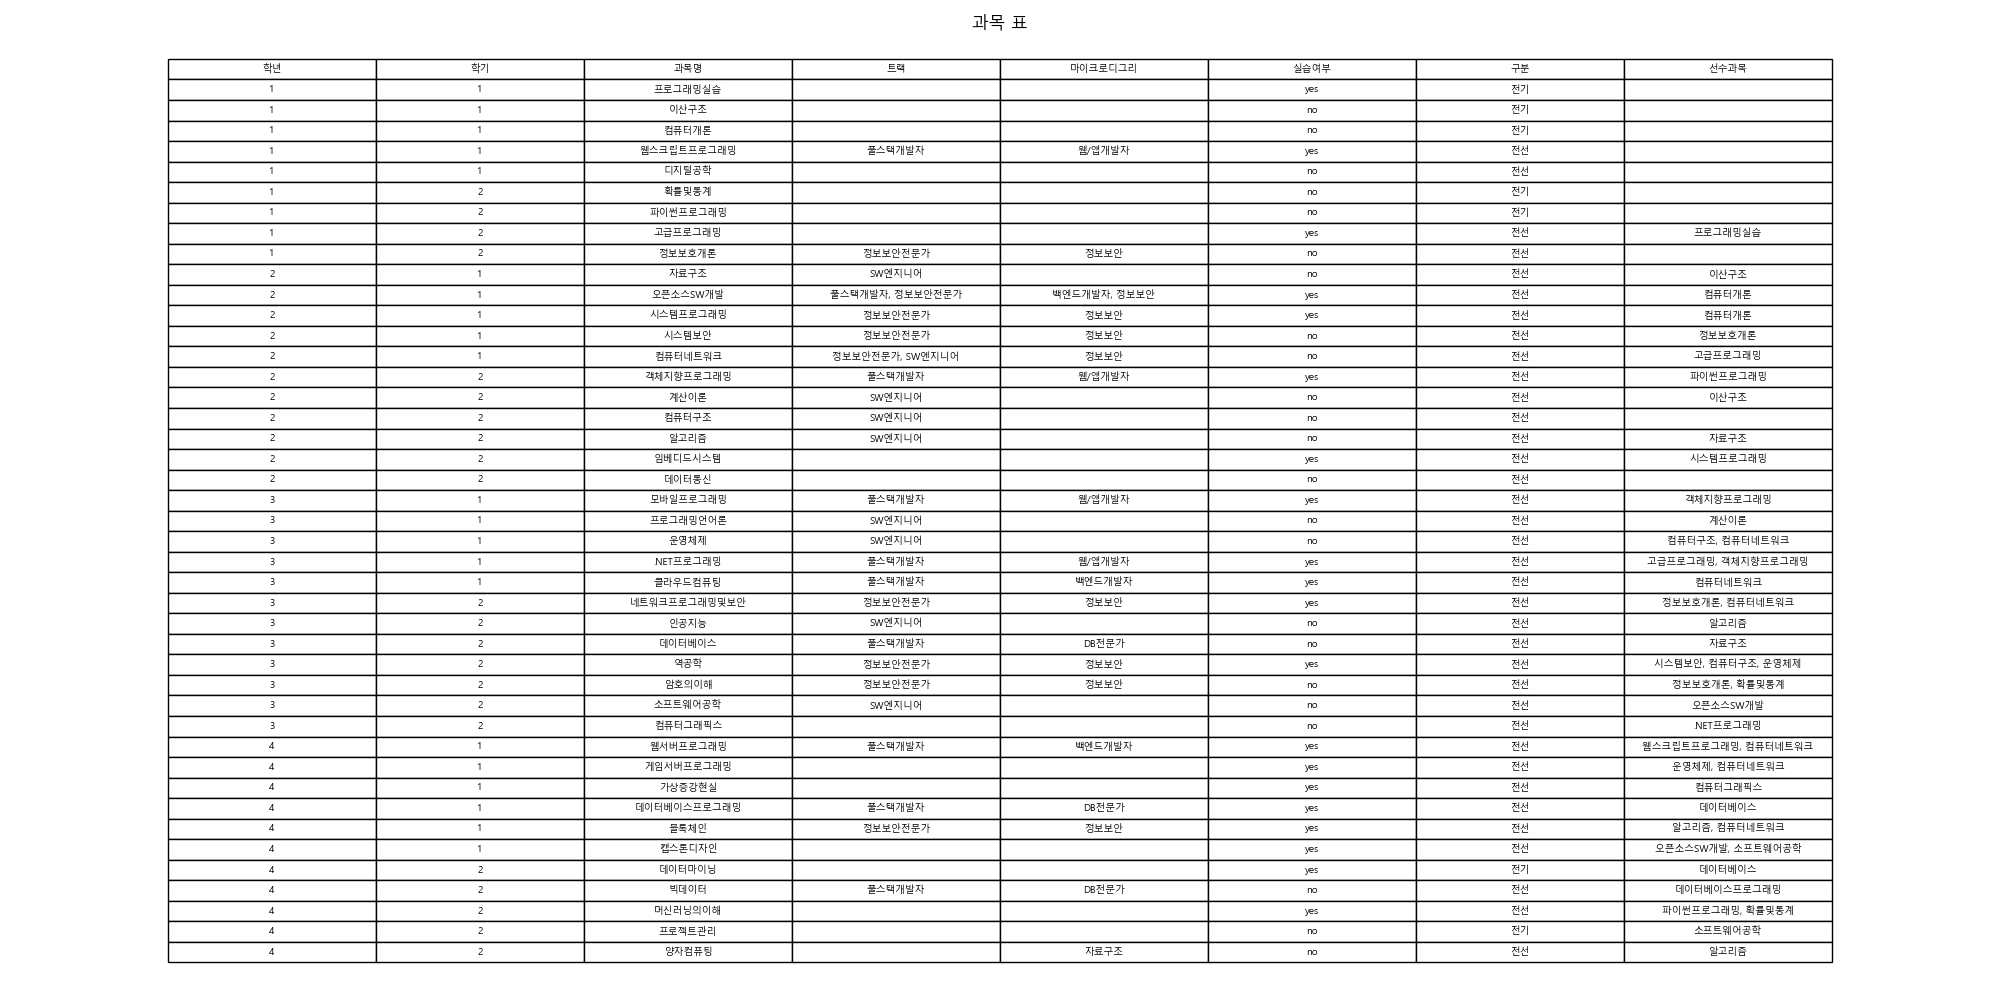 과목 표
학년 학기 과목명 트랙 마이크로디그리 실습여부 구분 선수과목
1 1 프로그래밍실습 yes 전기
1 1 이산구조 no 전기
1 1 컴퓨터개론 no 전기
1 1 웹스크립트프로그래밍 풀스택개발자 웹/앱개발자 yes 전선
1 1 디지털공학 no 전선
1 2 확률및통계 no 전기
1 2 파이썬프로그래밍 no 전기
1 2 고급프로그래밍 yes 전선 프로그래밍실습
1 2 정보보호개론 정보보안전문가 정보보안 no 전선
2 1 자료구조 SW엔지니어 no 전선 이산구조
2 1 오픈소스SW개발 풀스택개발자, 정보보안전문가 백엔드개발자, 정보보안 yes 전선 컴퓨터개론
2 1 시스템프로그래밍 정보보안전문가 정보보안 yes 전선 컴퓨터개론
2 1 시스템보안 정보보안전문가 정보보안 no 전선 정보보호개론
2 1 컴퓨터네트워크 정보보안전문가, SW엔지니어 정보보안 no 전선 고급프로그래밍
2 2 객체지향프로그래밍 풀스택개발자 웹/앱개발자 yes 전선 파이썬프로그래밍
2 2 계산이론 SW엔지니어 no 전선 이산구조
2 2 컴퓨터구조 SW엔지니어 no 전선
2 2 알고리즘 SW엔지니어 no 전선 자료구조
2 2 임베디드시스템 yes 전선 시스템프로그래밍
2 2 데이터통신 no 전선
3 1 모바일프로그래밍 풀스택개발자 웹/앱개발자 yes 전선 객체지향프로그래밍
3 1 프로그래밍언어론 SW엔지니어 no 전선 계산이론
3 1 운영체제 SW엔지니어 no 전선 컴퓨터구조, 컴퓨터네트워크
3 1 .NET프로그래밍 풀스택개발자 웹/앱개발자 yes 전선 고급프로그래밍, 객체지향프로그래밍
3 1 클라우드컴퓨팅 풀스택개발자 백엔드개발자 yes 전선 컴퓨터네트워크
3 2 네트워크프로그래밍및보안 정보보안전문가 정보보안 yes 전선 정보보호개론, 컴퓨터네트워크
3 2 인공지능 SW엔지니어 no 전선 알고리즘
3 2 데이터베이스 풀스택개발자 DB전문가 no 전선 자료구조
3 2 역공학 정보보안전문가 정보보안 yes 전선 시스템보안, 컴퓨터구조, 운영체제
3 2 암호의이해 정보보안전문가 정보보안 no 전선 정보보호개론, 확률및통계
3 2 소프트웨어공학 SW엔지니어 no 전선 오픈소스SW개발
3 2 컴퓨터그래픽스 no 전선 .NET프로그래밍
4 1 웹서버프로그래밍 풀스택개발자 백엔드개발자 yes 전선 웹스크립트프로그래밍, 컴퓨터네트워크
4 1 게임서버프로그래밍 yes 전선 운영체제, 컴퓨터네트워크
4 1 가상증강현실 yes 전선 컴퓨터그래픽스
4 1 데이터베이스프로그래밍 풀스택개발자 DB전문가 yes 전선 데이터베이스
4 1 블록체인 정보보안전문가 정보보안 yes 전선 알고리즘, 컴퓨터네트워크
4 1 캡스톤디자인 yes 전선 오픈소스SW개발, 소프트웨어공학
4 2 데이터마이닝 yes 전기 데이터베이스
4 2 빅데이터 풀스택개발자 DB전문가 no 전선 데이터베이스프로그래밍
4 2 머신러닝의이해 yes 전선 파이썬프로그래밍, 확률및통계
4 2 프로젝트관리 no 전기 소프트웨어공학
4 2 양자컴퓨팅 자료구조 no 전선 알고리즘